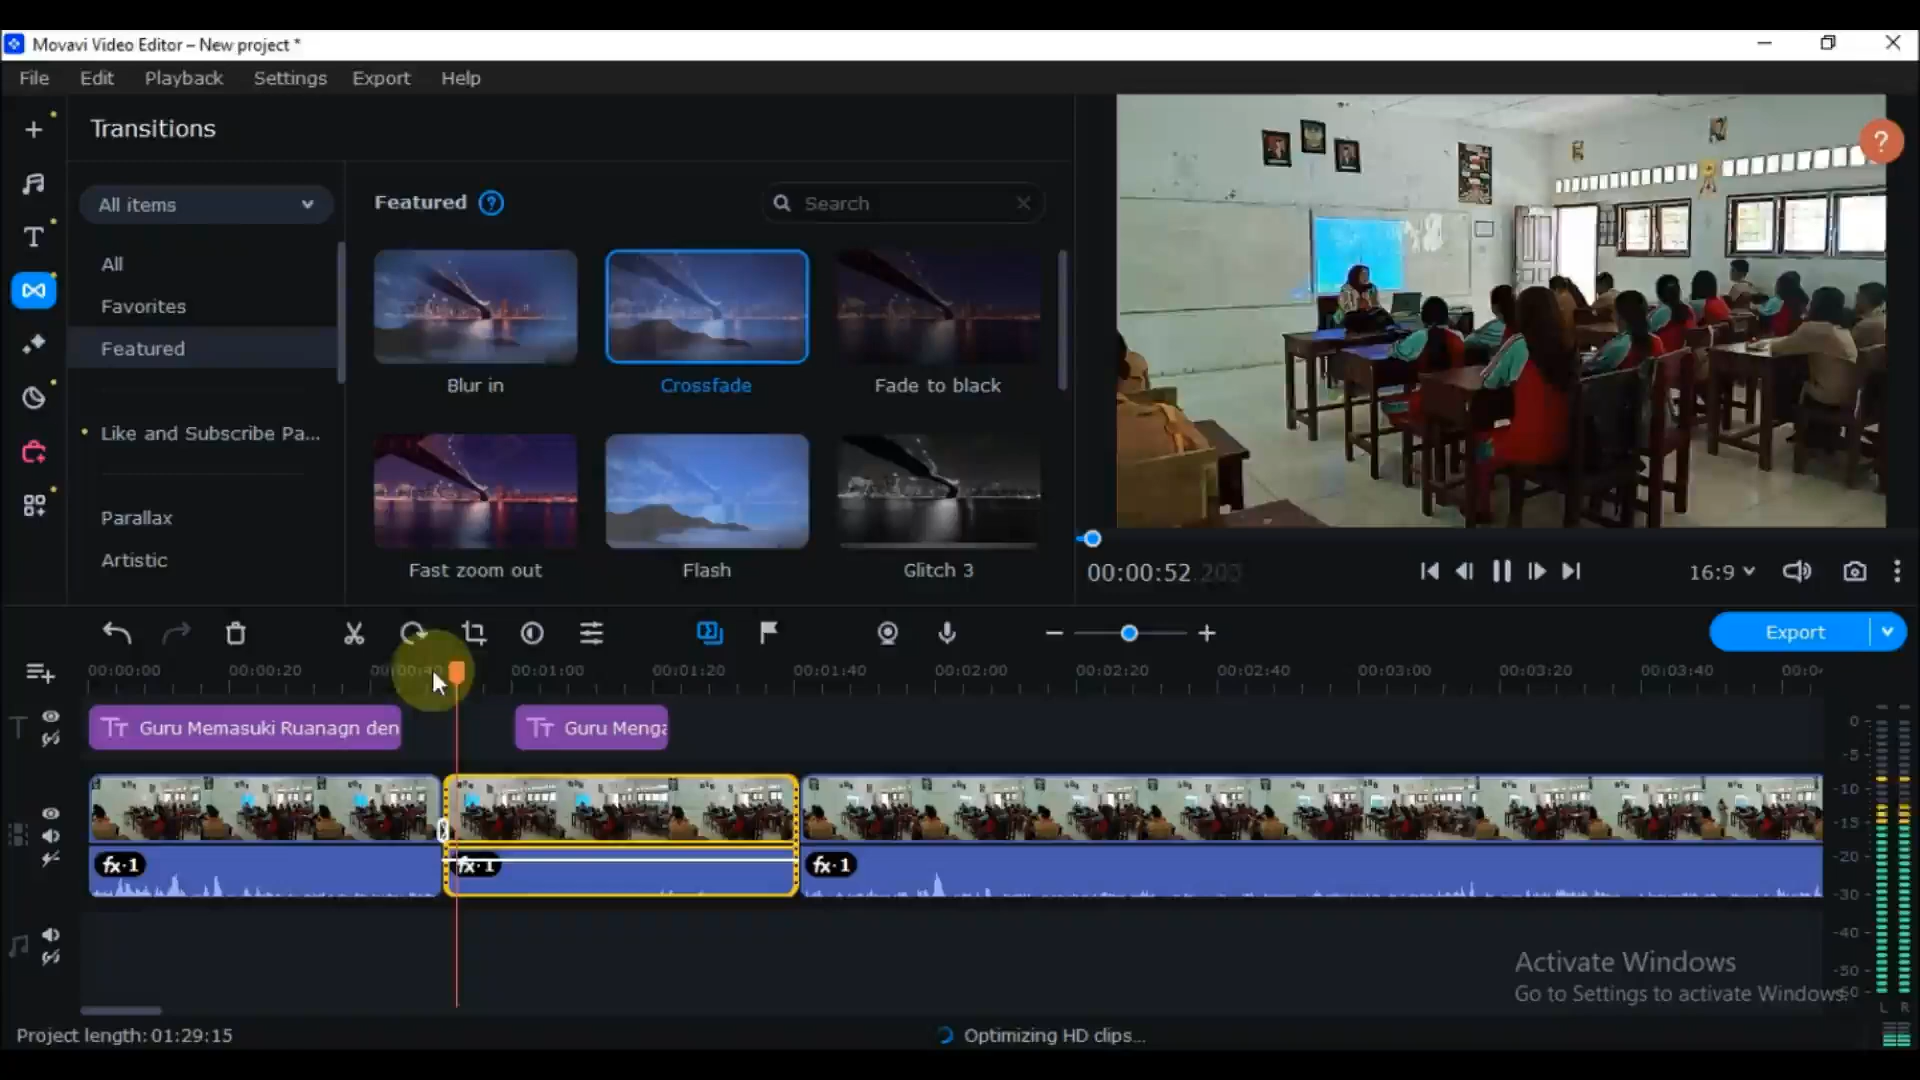 Movavi Video Editor – New project *
File Edit Playback Settings Export Help
Transitions
All items
Featured
Search
All
Favorites
Featured
Like and Subscribe Pa...
Parallax
Artistic
Blur in
Crossfade
Fade to black
Fast zoom out
Flash
Glitch 3
00:00:52.200
16:9
Export
00:00:00 00:00:20 00:00:40 00:01:00 00:01:20 00:01:40 00:02:00 00:02:20 00:02:40 00:03:00 00:03:20 00:03:40
Guru Memasuki Ruanagn den
Guru Menga
fx·1
fx·1
fx·1
0
-5
-10
-15
-20
-30
-40
-50
-60
L R
Activate Windows
Go to Settings to activate Windows.
Project length: 01:29:15
Optimizing HD clips...